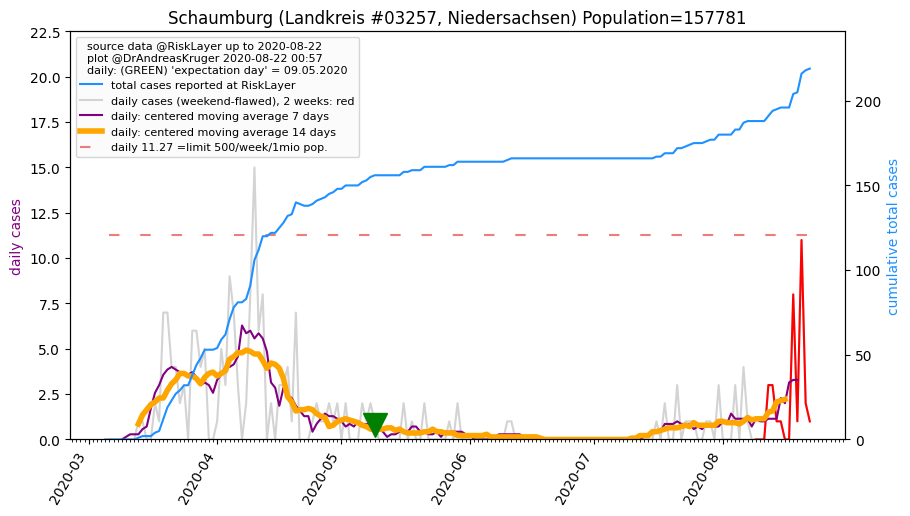 Schaumburg (Landkreis #03257, Niedersachsen) Population=157781
source data @RiskLayer up to 2020-08-22
plot @DrAndreasKruger 2020-08-22 00:57
daily: (GREEN) 'expectation day' = 09.05.2020
total cases reported at RiskLayer
daily cases (weekend-flawed), 2 weeks: red
daily: centered moving average 7 days
daily: centered moving average 14 days
daily 11.27 =limit 500/week/1mio pop.
daily cases
22.5
20.0
17.5
15.0
12.5
10.0
7.5
5.0
2.5
0.0
cumulative total cases
200
150
100
50
0
2020-03
2020-04
2020-05
2020-06
2020-07
2020-08